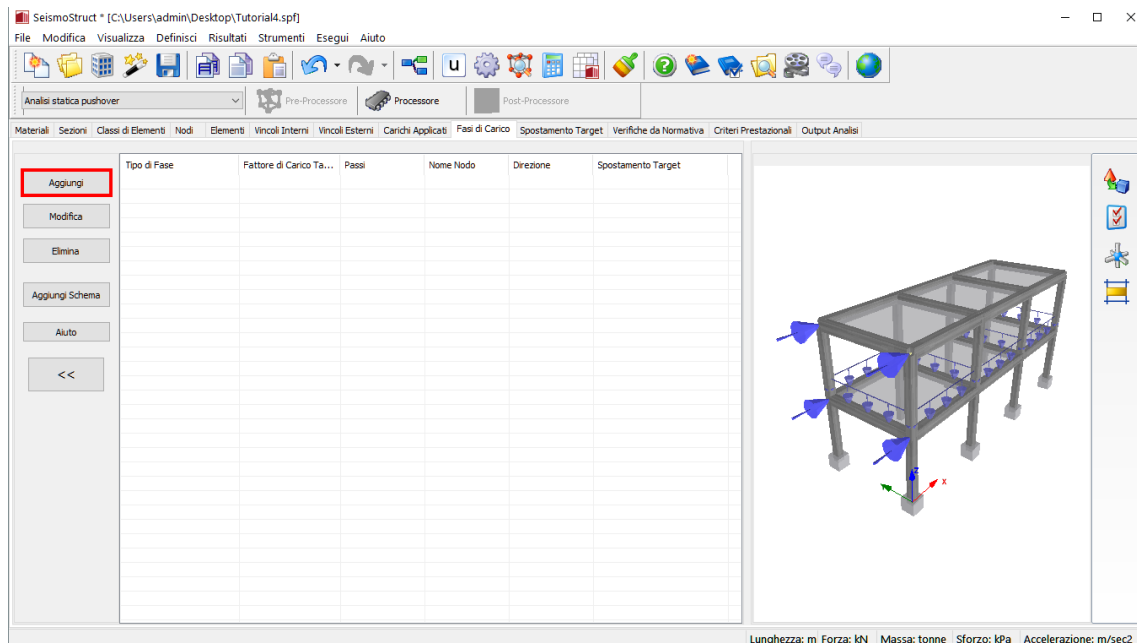 SeismoStruct * [C:\Users\admin\Desktop\Tutorial4.spf]
File Modifica Visualizza Definisci Risultati Strumenti Esegui Aiuto
u
Analisi statica pushover Pre-Processore Processore Post-Processore
Materiali Sezioni Classi di Elementi Nodi Elementi Vincoli Interni Vincoli Esterni Carichi Applicati Fasi di Carico Spostamento Target Verifiche da Normativa Criteri Prestazionali Output Analisi
Tipo di Fase Fattore di Carico Ta... Passi Nome Nodo Direzione Spostamento Target
Aggiungi
Modifica
Elimina
Aggiungi Schema
Aiuto
<<
z
x
Lunghezza: m Forza: kN Massa: tonne Sforzo: kPa Accelerazione: m/sec2